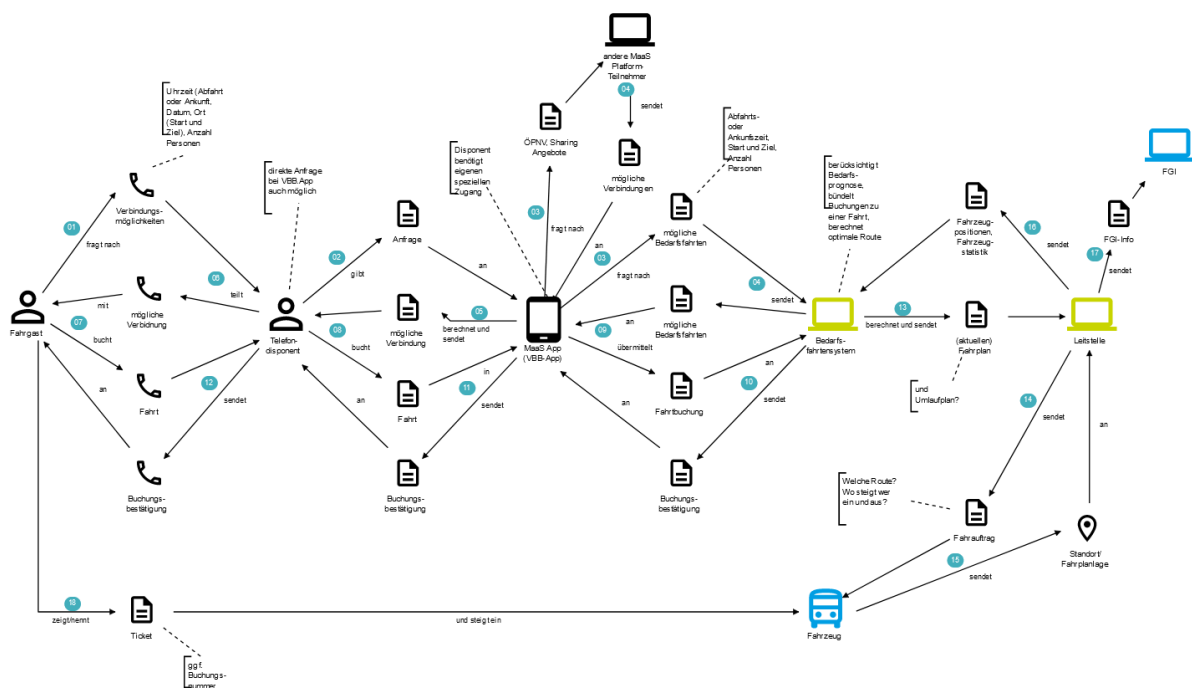 andere MaaS
Platform-
Teilnehmer
04
sendet
Uhrzeit (Abfahrt
oder Ankunft,
Datum, Ort
(Start und
Ziel), Anzahl
Personen
ÖPNV, Sharing
Angebote
Abfahrts-
oder
Ankunftszeit,
Start und Ziel,
Anzahl
Personen
Disponent
benötigt
eigenen
speziellen
Zugang
mögliche
Verbindungen
berücksichtigt
Bedarfs-
prognose,
bündelt
Buchungen zu
einer Fahrt,
berechnet
optimale Route
FGI
direkte Anfrage
bei VBB.App
auch möglich
Verbindungs-
möglichkeiten
01
fragt nach
Anfrage
02
gibt
an
03
fragt nach
an
03
fragt nach
mögliche
Bedarfsfahrten
04
sendet
Fahrzeug
positionen,
Fahrzeug-
statistik
16
sendet
FGI-Info
17
sendet
06
teilt
mit
mögliche
Verbidnung
Fahrgast
07
bucht
Telefon-
disponent
08
bucht
mögliche
Verbindung
05
berechnet und
sendet
MaaS App
(VBB-App)
09
an
übermittelt
mögliche
Bedarfsfahrten
Bedarfs-
fahrtensystem
13
berechnet und sendet
(aktuellen)
Fahrplan
Leitstelle
12
sendet
an
Fahrt
an
Fahrt
in
11
sendet
an
Fahrtbuchung
an
10
sendet
und
Umlaufplan?
14
sendet
an
Buchungs-
bestätigung
Buchungs-
bestätigung
Buchungs-
bestätigung
Welche Route?
Wo steigt wer
ein und aus?
Fahrauftrag
15
sendet
Standort/
Fahrplanlage
18
zeigt/nennt
Ticket
und steigt ein
Fahrzeug
ggf.
Buchungs-
nummer